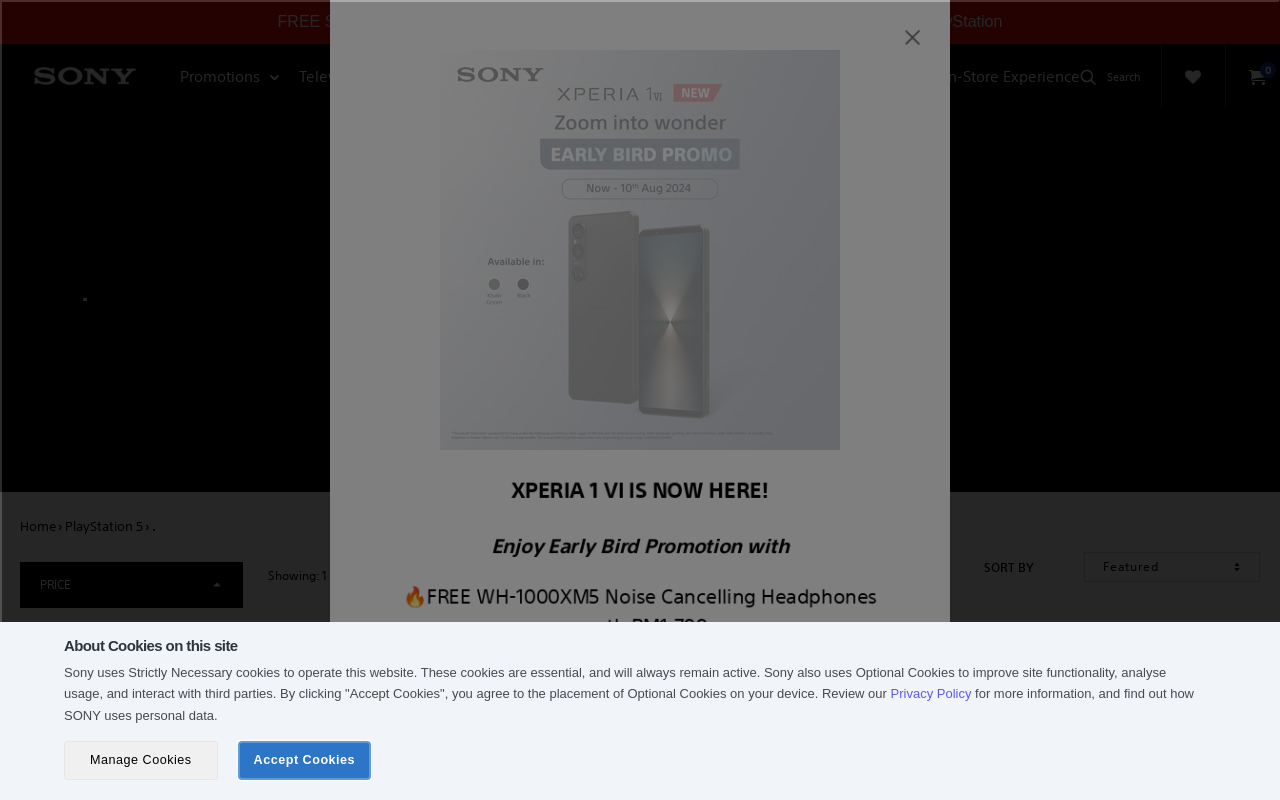 FREE S
yStation
SONY
Promotions
Telev
n-Store Experience
Search
0
SONY
XPERIA 1 VI
NEW
Zoom into wonder
EARLY BIRD PROMO
Now - 10th Aug 2024
Available in:
Khaki Green
Black
XPERIA 1 VI IS NOW HERE!
Enjoy Early Bird Promotion with
🔥FREE WH-1000XM5 Noise Cancelling Headphones
Home › PlayStation 5 › .
PRICE
Showing: 1
SORT BY
Featured
About Cookies on this site
Sony uses Strictly Necessary cookies to operate this website. These cookies are essential, and will always remain active. Sony also uses Optional Cookies to improve site functionality, analyse
usage, and interact with third parties. By clicking "Accept Cookies", you agree to the placement of Optional Cookies on your device. Review our Privacy Policy for more information, and find out how
SONY uses personal data.
Manage Cookies
Accept Cookies